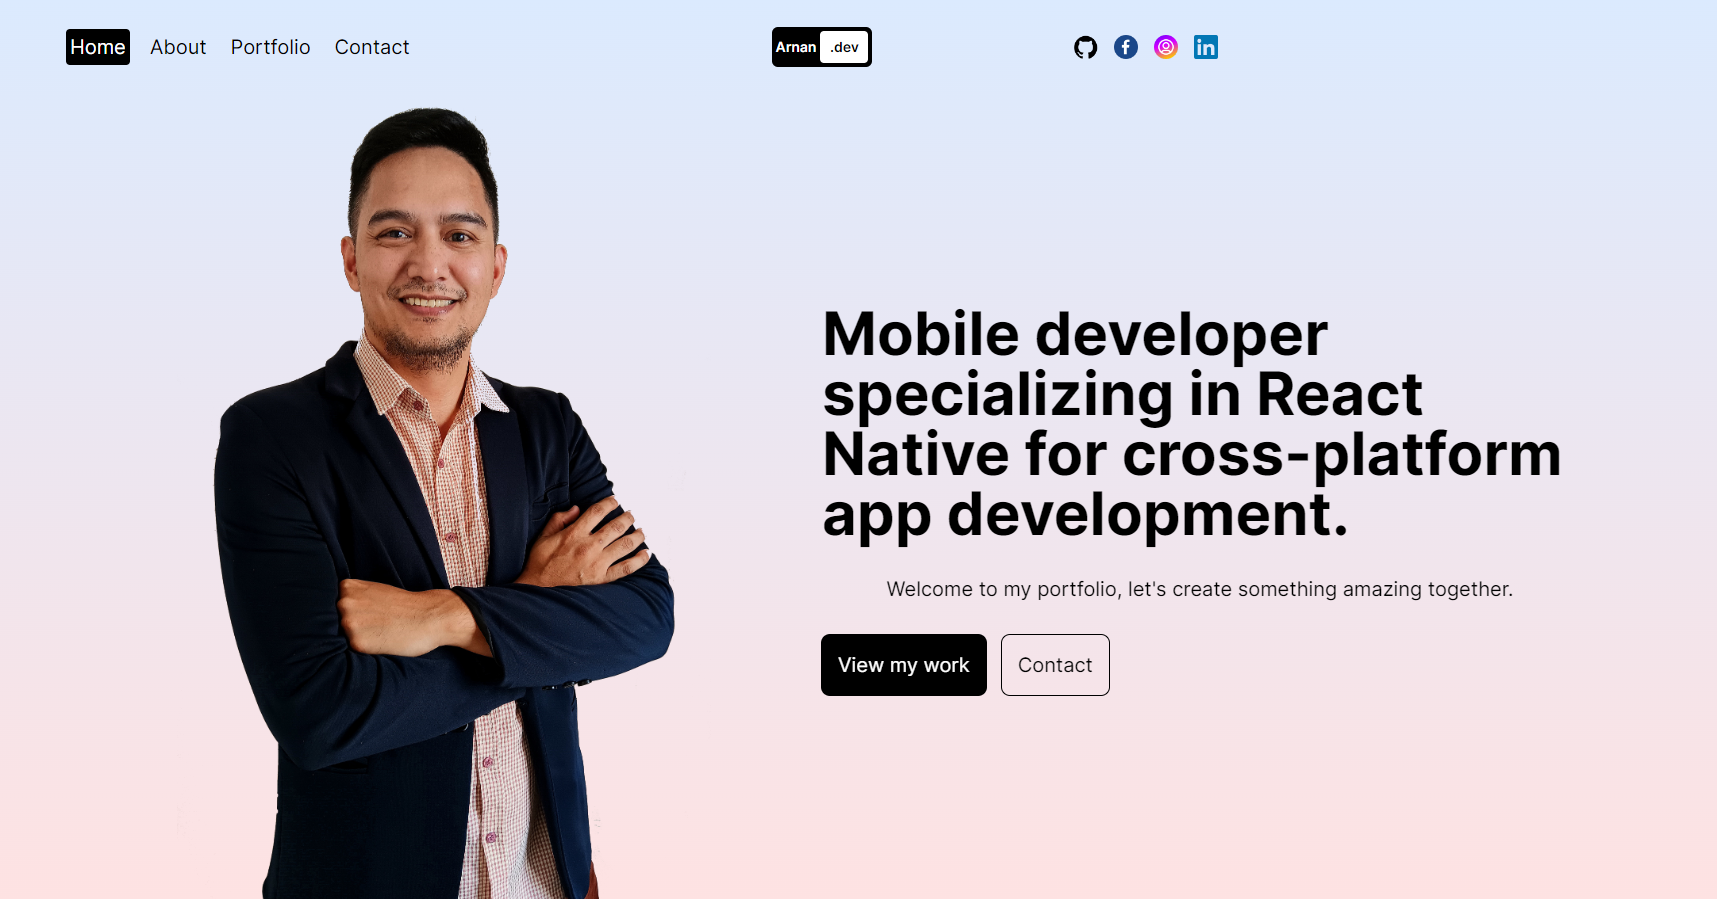 Home About Portfolio Contact
Arnan .dev
Mobile developer
specializing in React
Native for cross-platform
app development.
Welcome to my portfolio, let's create something amazing together.
View my work Contact